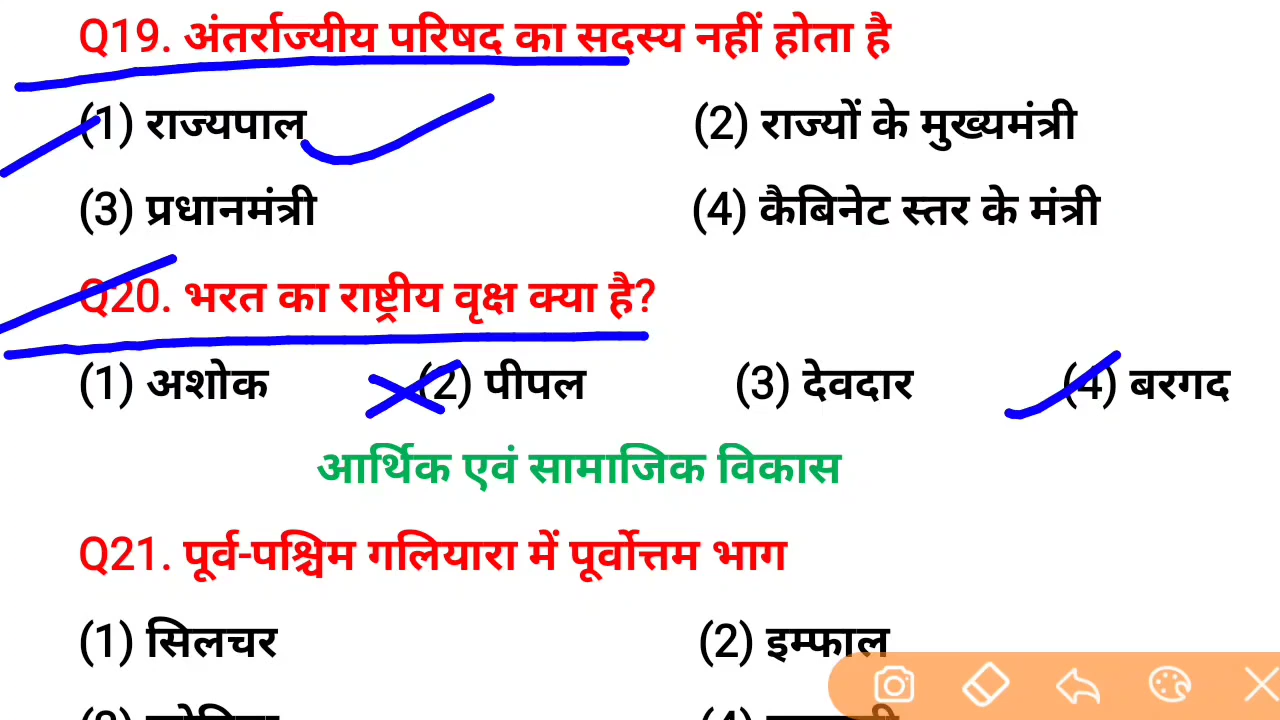 Q19. अंतर्राज्यीय परिषद का सदस्य नहीं होता है
(1) राज्यपाल (2) राज्यों के मुख्यमंत्री
(3) प्रधानमंत्री (4) कैबिनेट स्तर के मंत्री
Q20. भरत का राष्ट्रीय वृक्ष क्या है?
(1) अशोक (2) पीपल (3) देवदार (4) बरगद
आर्थिक एवं सामाजिक विकास
Q21. पूर्व-पश्चिम गलियारा में पूर्वोत्तम भाग
(1) सिलचर (2) इम्फाल